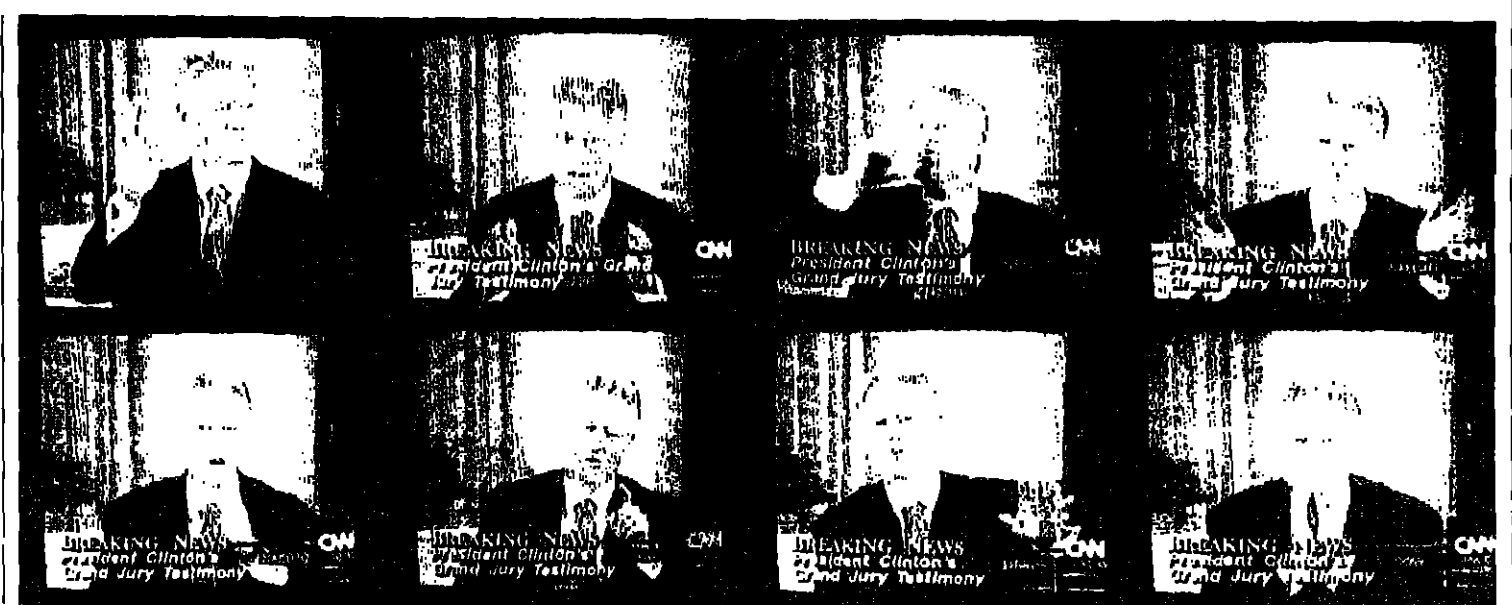 BREAKING NEWS
CNN
President Clinton's Grand
Jury Testimony
BREAKING NEWS
CNN
President Clinton's
Grand Jury Testimony
BREAKING NEWS
CNN
President Clinton's
Grand Jury Testimony
BREAKING NEWS
CNN
President Clinton's
Grand Jury Testimony
BREAKING NEWS
CNN
President Clinton's
Grand Jury Testimony
BREAKING NEWS
CNN
President Clinton's
Grand Jury Testimony
BREAKING NEWS
CNN
President Clinton's
Grand Jury Testimony